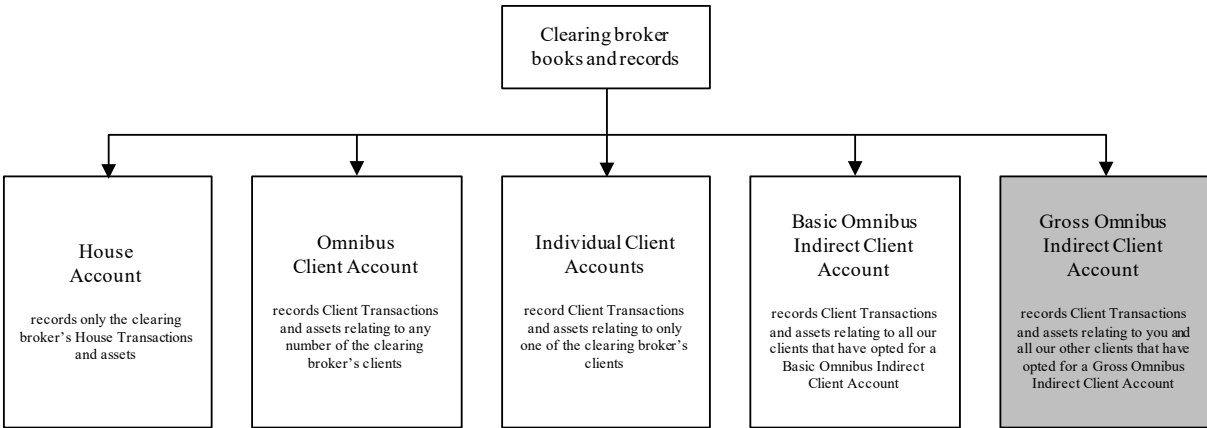 Clearing broker
books and records
House
Account
records only the clearing
broker's House Transactions
and assets
Omnibus
Client Account
records Client Transactions
and assets relating to any
number of the clearing
broker's clients
Individual Client
Accounts
record Client Transactions
and assets relating to only
one of the clearing broker's
clients
Basic Omnibus
Indirect Client
Account
records Client Transactions
and assets relating to all our
clients that have opted for a
Basic Omnibus Indirect
Client Account
Gross Omnibus
Indirect Client
Account
records Client Transactions
and assets relating to you and
all our other clients that have
opted for a Gross Omnibus
Indirect Client Account